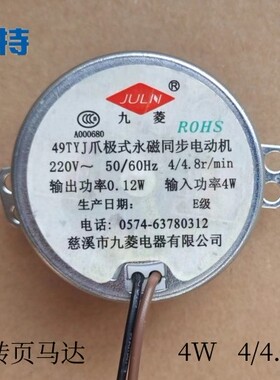 特
JULIN
九菱
A000680
ROHS
49TYJ爪极式永磁同步电动机
220V～ 50/60Hz 4/4.8r/min
输出功率0.12W 输入功率4W
生产日期: E级
电话: 0574-63780312
慈溪市九菱电器有限公司
转页马达 4W 4/4.